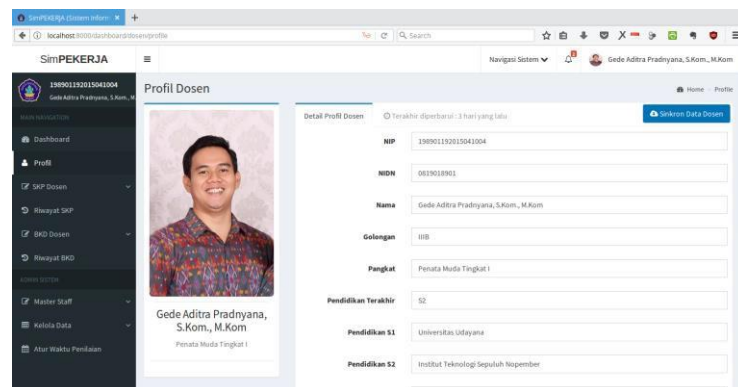 SimPEKERJA (Sistem Inform
localhost:8000/dashboard/dosen/profile
Search
SimPEKERJA
Navigasi Sistem
Gede Aditra Pradnyana, S.Kom., M.Kom
198901192015041004
Gede Aditra Pradnyana, S.Kom., M
MAIN NAVIGATION
Dashboard
Profil
SKP Dosen
Riwayat SKP
BKD Dosen
Riwayat BKD
ADMIN SISTEM
Master Staff
Kelola Data
Atur Waktu Penilaian
Profil Dosen
Home
Profile
Gede Aditra Pradnyana,
S.Kom., M.Kom
Penata Muda Tingkat I
Detail Profil Dosen
Terakhir diperbarui : 3 hari yang lalu
Sinkron Data Dosen
NIP 198901192015041004
NIDN 0819018901
Nama Gede Aditra Pradnyana, S.Kom., M.Kom
Golongan IIIB
Pangkat Penata Muda Tingkat I
Pendidikan Terakhir S2
Pendidikan S1 Universitas Udayana
Pendidikan S2 Institut Teknologi Sepuluh Nopember